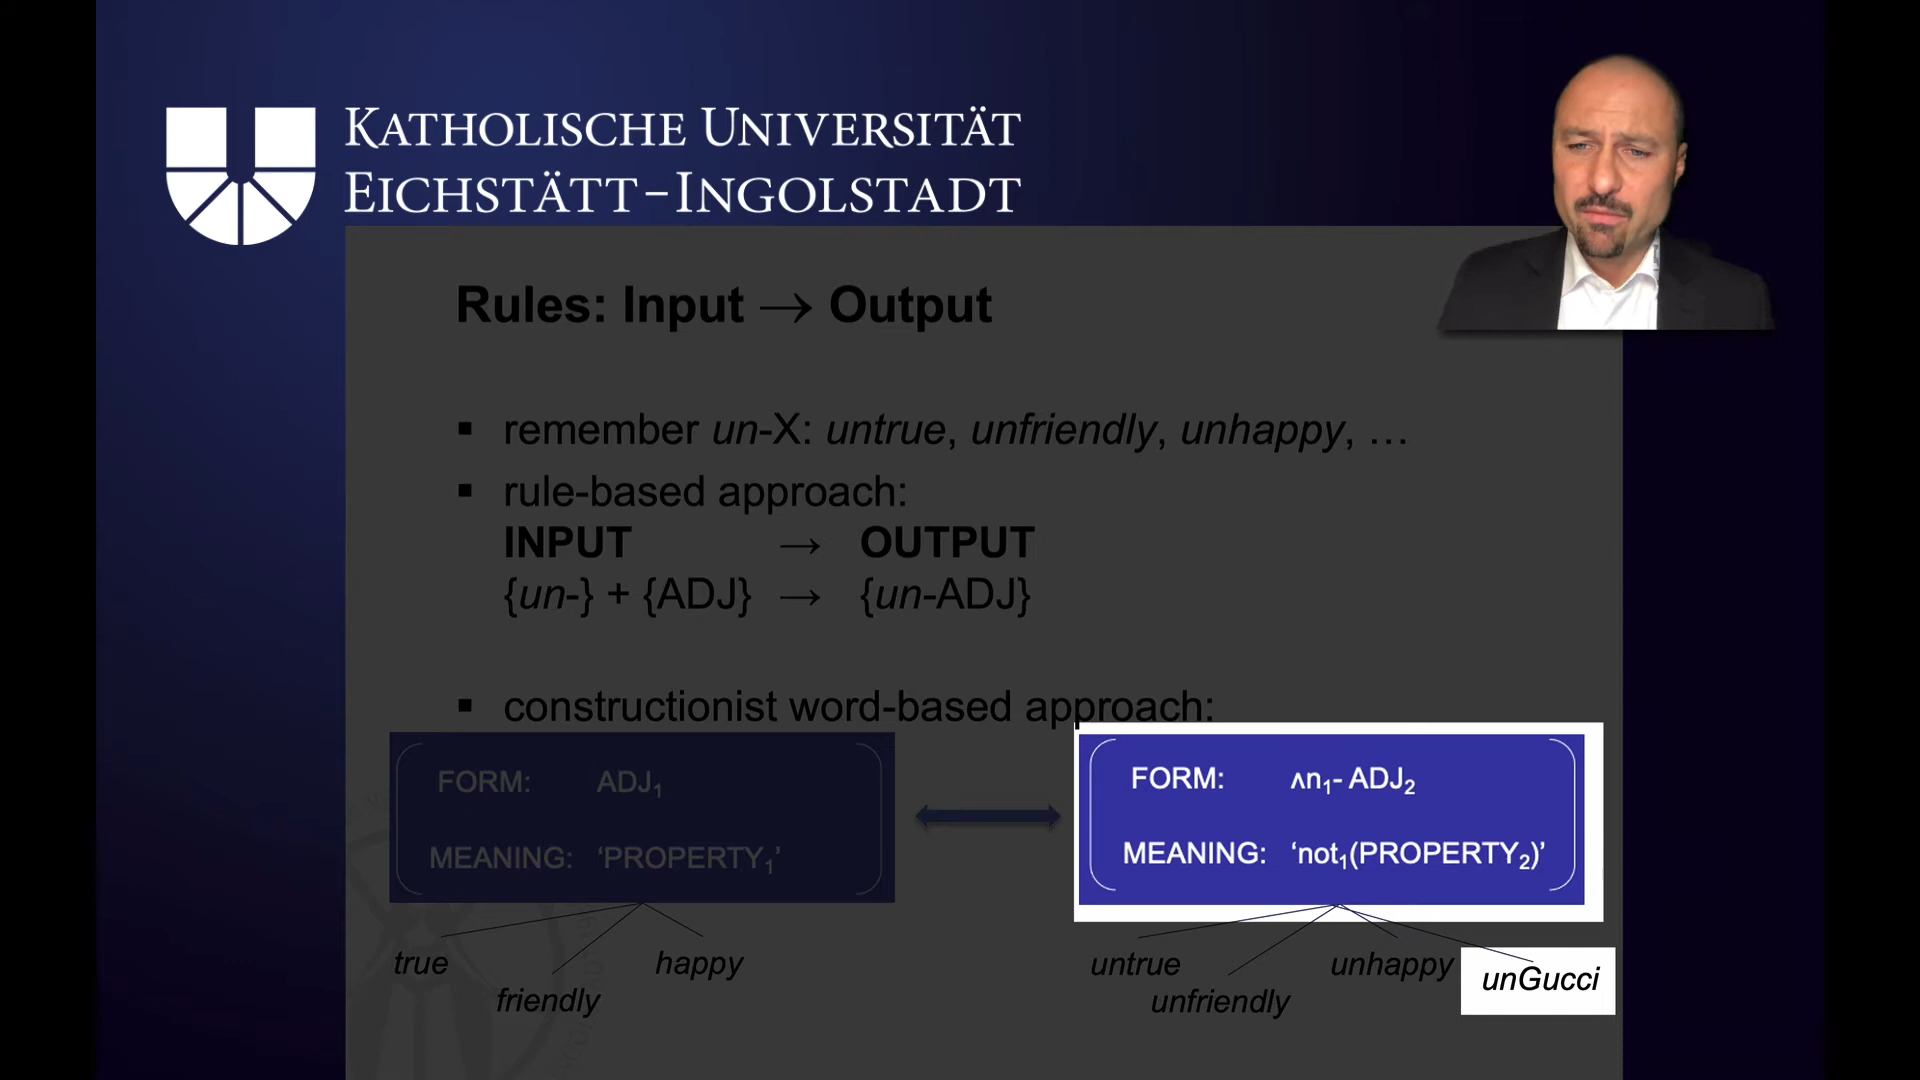 KATHOLISCHE UNIVERSITÄT
EICHSTÄTT-INGOLSTADT
Rules: Input → Output
▪ remember un-X: untrue, unfriendly, unhappy, …
▪ rule-based approach:
INPUT → OUTPUT
{un-} + {ADJ} → {un-ADJ}
▪ constructionist word-based approach:
FORM: ADJ₁
MEANING: ‘PROPERTY₁’
true
friendly
happy
FORM: ʌn₁- ADJ₂
MEANING: ‘not₁(PROPERTY₂)’
untrue
unfriendly
unhappy
unGucci